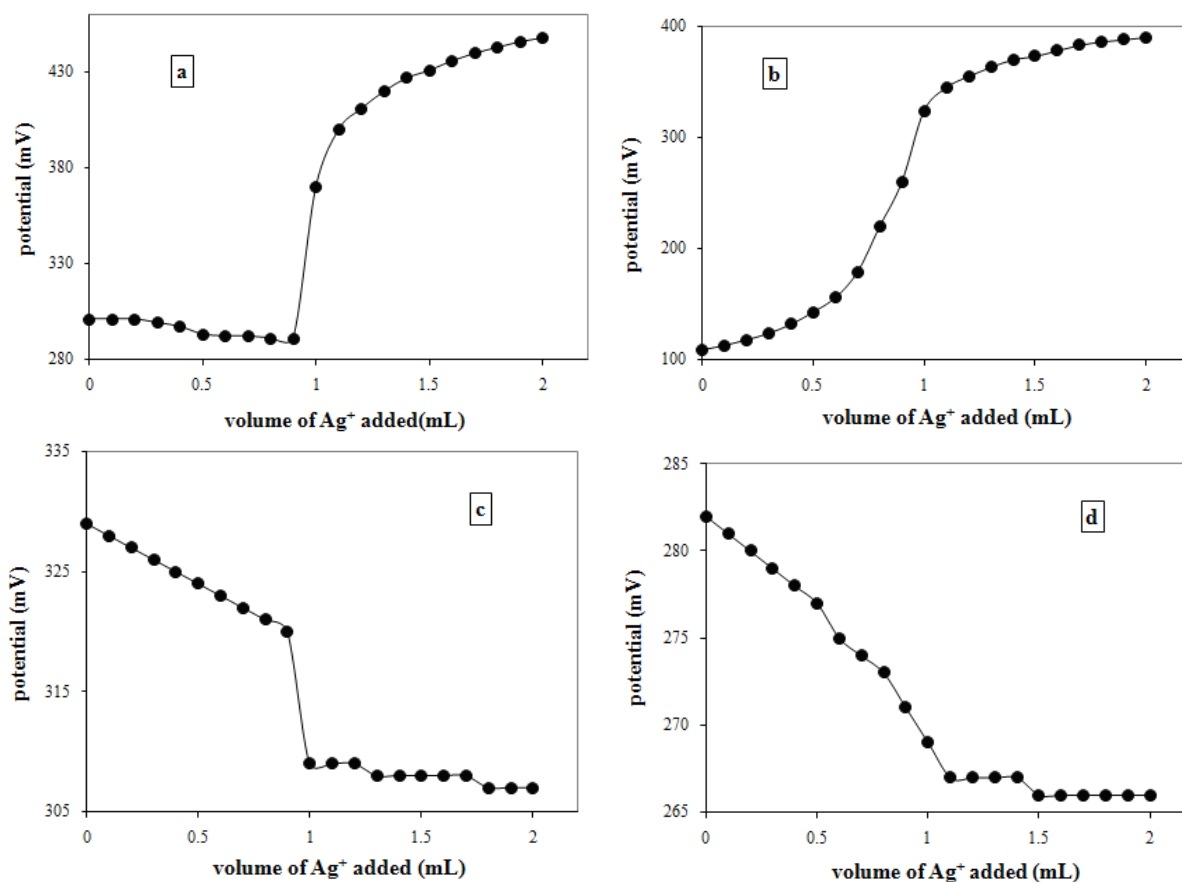 430
380
330
280
potential (mV)
a
0 0.5 1 1.5 2
volume of Ag⁺ added(mL)
400
300
200
100
potential (mV)
b
0 0.5 1 1.5 2
volume of Ag⁺ added (mL)
335
325
315
305
potential (mV)
c
0 0.5 1 1.5 2
volume of Ag⁺ added (mL)
285
280
275
270
265
potential (mV)
d
0 0.5 1 1.5 2
volume of Ag⁺ added (mL)